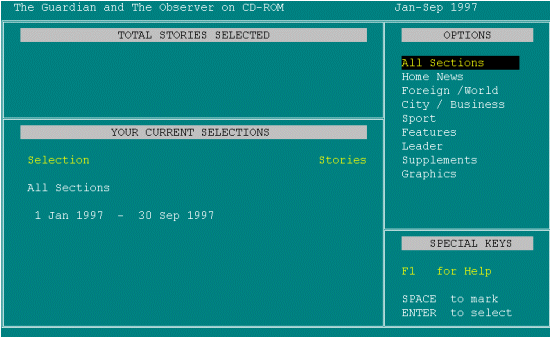 The Guardian and The Observer on CD-ROM Jan-Sep 1997
TOTAL STORIES SELECTED
YOUR CURRENT SELECTIONS
Selection Stories
All Sections
1 Jan 1997 - 30 Sep 1997
OPTIONS
All Sections
Home News
Foreign /World
City / Business
Sport
Features
Leader
Supplements
Graphics
SPECIAL KEYS
F1 for Help
SPACE to mark
ENTER to select